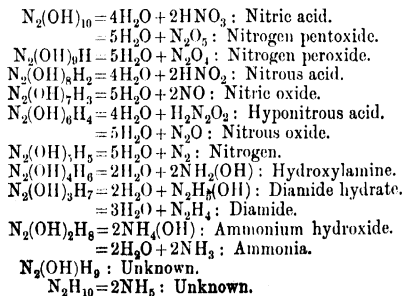 N₂(OH)₁₀=4H₂O+2HNO₃: Nitric acid.
=5H₂O+N₂O₅: Nitrogen pentoxide.
N₂(OH)₉H=5H₂O+N₂O₄: Nitrogen peroxide.
N₂(OH)₈H₂=4H₂O+2HNO₂: Nitrous acid.
N₂(OH)₇H₃=5H₂O+2NO: Nitric oxide.
N₂(OH)₆H₄=4H₂O+H₂N₂O₂: Hyponitrous acid.
=5H₂O+N₂O: Nitrous oxide.
N₂(OH)₅H₅=5H₂O+N₂: Nitrogen.
N₂(OH)₄H₆=2H₂O+2NH₂(OH): Hydroxylamine.
N₂(OH)₃H₇=2H₂O+N₂H₅(OH): Diamide hydrate.
=3H₂O+N₂H₄: Diamide.
N₂(OH)₂H₈=2NH₄(OH): Ammonium hydroxide.
=2H₂O+2NH₃: Ammonia.
N₂(OH)H₉: Unknown.
N₂H₁₀=2NH₅: Unknown.